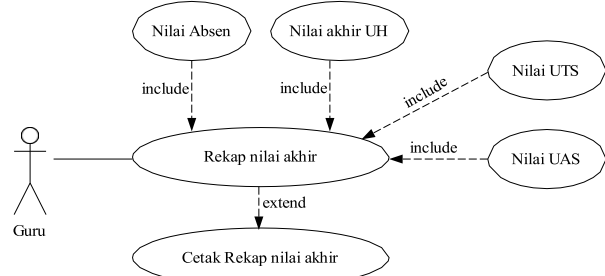 Nilai Absen
Nilai akhir UH
include
include
include
Nilai UTS
Rekap nilai akhir
include
Nilai UAS
extend
Guru
Cetak Rekap nilai akhir